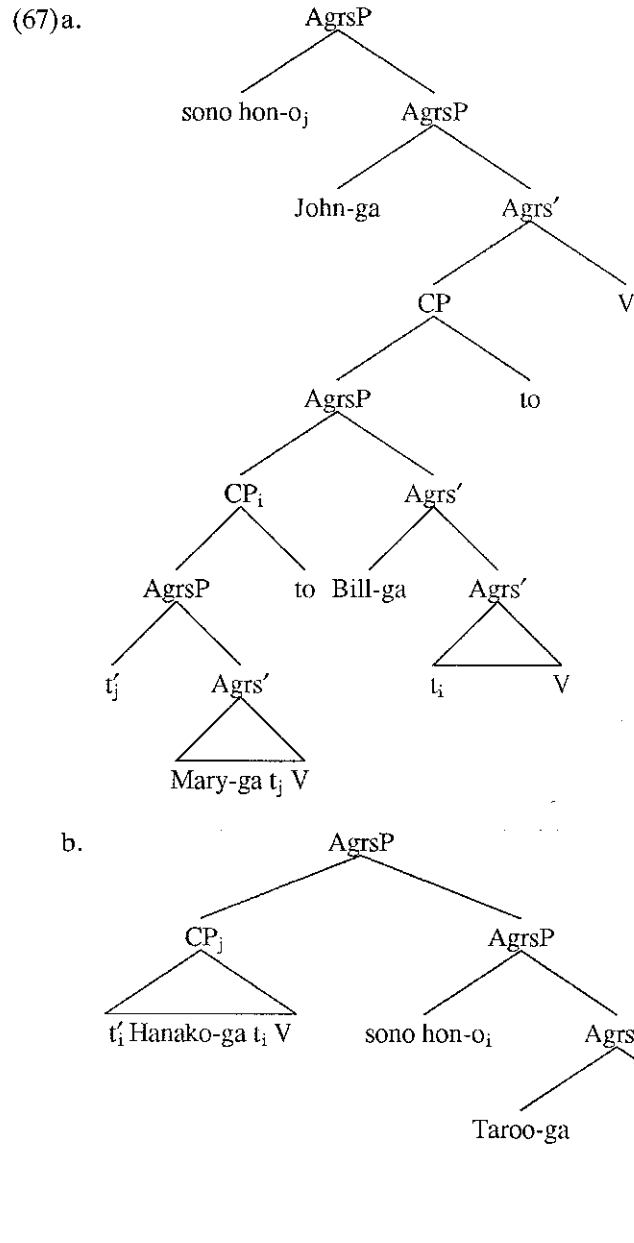 (67)a.
AgrsP
sono hon-oⱼ AgrsP
John-ga Agrs′
CP V
AgrsP to
CPᵢ Agrs′
AgrsP to Bill-ga Agrs′
t′ⱼ Agrs′ tᵢ V
Mary-ga tⱼ V
b.
AgrsP
CPⱼ AgrsP
t′ᵢ Hanako-ga tᵢ V sono hon-oᵢ Agrs
Taroo-ga